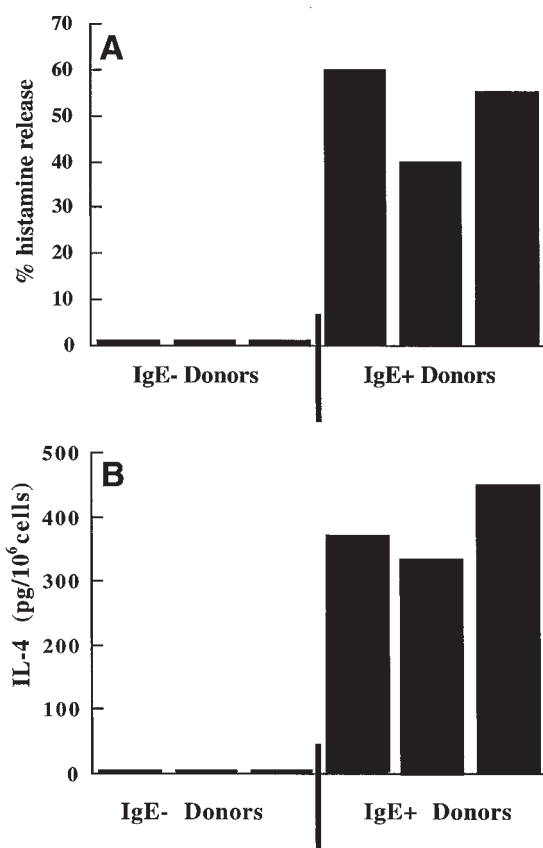 70
A
60
50
40
30
20
10
0
% histamine release
IgE- Donors IgE+ Donors
500
B
400
300
200
100
0
IL-4 (pg/10⁶cells)
IgE- Donors IgE+ Donors